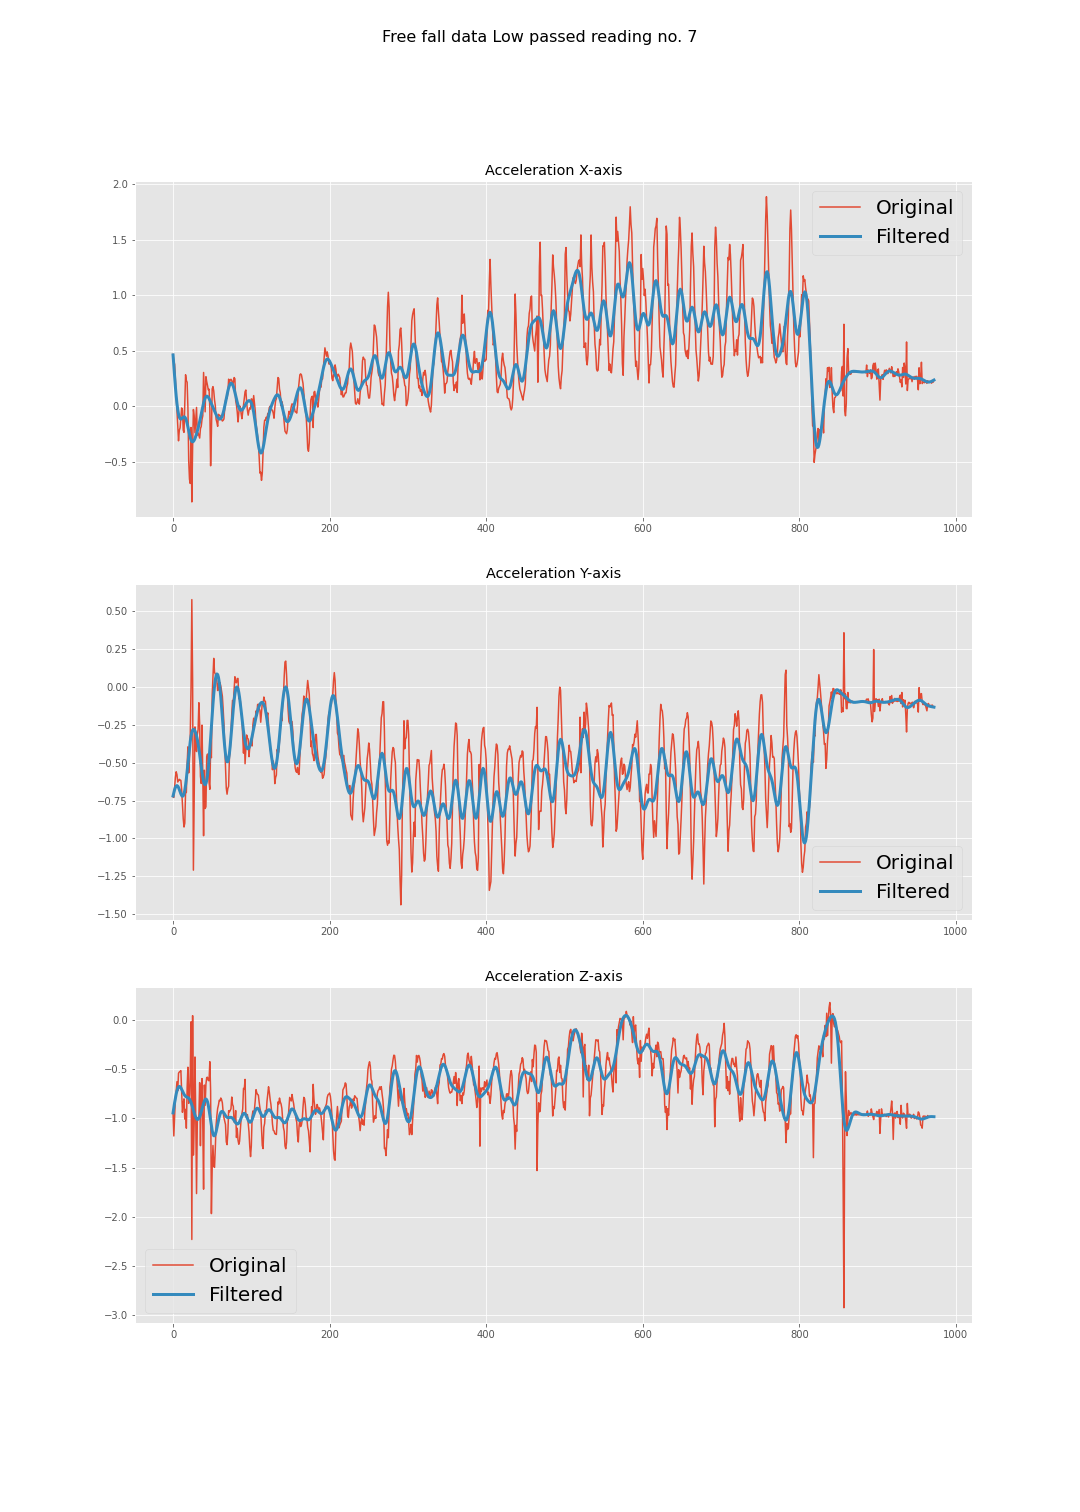 Free fall data Low passed reading no. 7
Acceleration X-axis
2.0
1.5
1.0
0.5
0.0
−0.5
Original
Filtered
0 200 400 600 800 1000
Acceleration Y-axis
0.50
0.25
0.00
−0.25
−0.50
−0.75
−1.00
−1.25
−1.50
Original
Filtered
0 200 400 600 800 1000
Acceleration Z-axis
0.0
−0.5
−1.0
−1.5
−2.0
−2.5
−3.0
Original
Filtered
0 200 400 600 800 1000